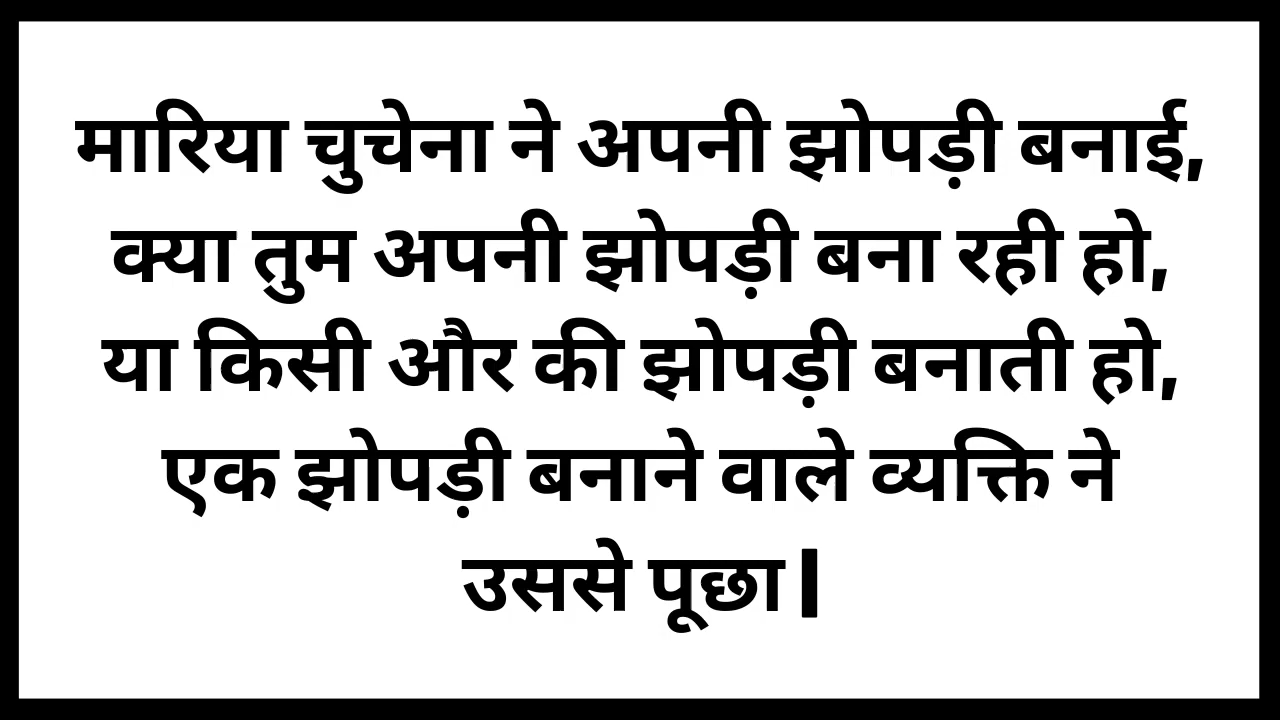 मारिया चुचेना ने अपनी झोपड़ी बनाई,
क्या तुम अपनी झोपड़ी बना रही हो,
या किसी और की झोपड़ी बनाती हो,
एक झोपड़ी बनाने वाले व्यक्ति ने
उससे पूछा।